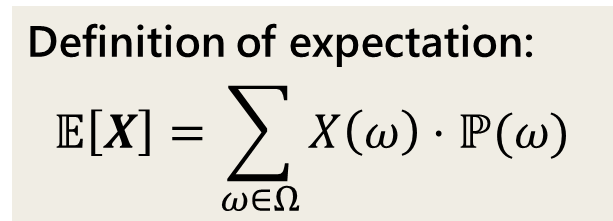 Definition of expectation:
𝔼[X] = ∑ X(ω) · ℙ(ω)
ω∈Ω